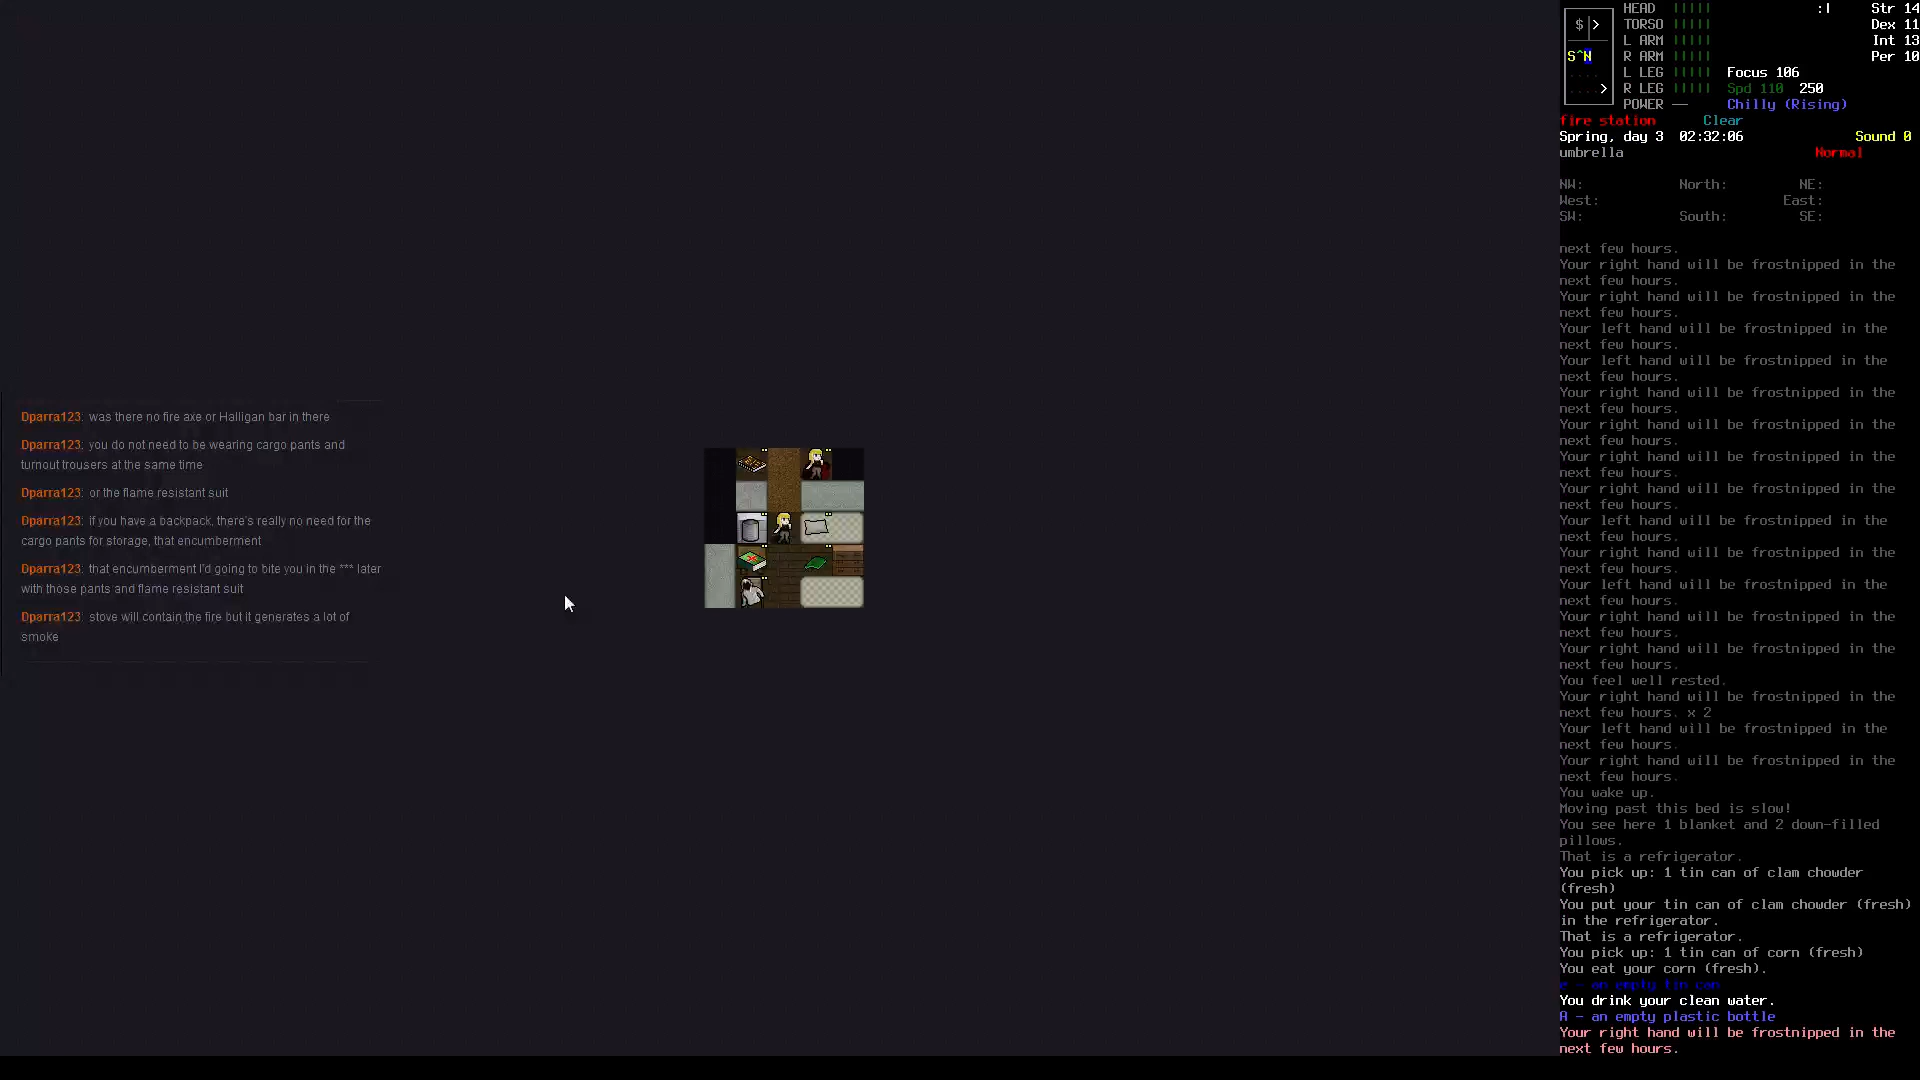 Dparra123: was there no fire axe or Halligan bar in there
Dparra123: you do not need to be wearing cargo pants and
turnout trousers at the same time
Dparra123: or the flame resistant suit
Dparra123: if you have a backpack, there's really no need for the
cargo pants for storage, that encumberment
Dparra123: that encumberment I'd going to bite you in the *** later
with those pants and flame resistant suit
Dparra123: stove will contain the fire but it generates a lot of
smoke
$|>
S^N
....
....>
HEAD ||||| :| Str 14
TORSO ||||| Dex 11
L ARM ||||| Int 13
R ARM ||||| Per 10
L LEG ||||| Focus 106
R LEG ||||| Spd 110 250
POWER — Chilly (Rising)
fire station Clear
Spring, day 3 02:32:06 Sound 0
umbrella Normal
NW: North: NE:
West: East:
SW: South: SE:
next few hours.
Your right hand will be frostnipped in the
next few hours.
Your right hand will be frostnipped in the
next few hours.
Your left hand will be frostnipped in the
next few hours.
Your left hand will be frostnipped in the
next few hours.
Your right hand will be frostnipped in the
next few hours.
Your right hand will be frostnipped in the
next few hours.
Your right hand will be frostnipped in the
next few hours.
Your right hand will be frostnipped in the
next few hours.
Your left hand will be frostnipped in the
next few hours.
Your right hand will be frostnipped in the
next few hours.
Your left hand will be frostnipped in the
next few hours.
Your right hand will be frostnipped in the
next few hours.
Your right hand will be frostnipped in the
next few hours.
You feel well rested.
Your right hand will be frostnipped in the
next few hours. x 2
Your left hand will be frostnipped in the
next few hours.
Your right hand will be frostnipped in the
next few hours.
You wake up.
Moving past this bed is slow!
You see here 1 blanket and 2 down-filled
pillows.
That is a refrigerator.
You pick up: 1 tin can of clam chowder
(fresh)
You put your tin can of clam chowder (fresh)
in the refrigerator.
That is a refrigerator.
You pick up: 1 tin can of corn (fresh)
You eat your corn (fresh).
e - an empty tin can
You drink your clean water.
A - an empty plastic bottle
Your right hand will be frostnipped in the
next few hours.